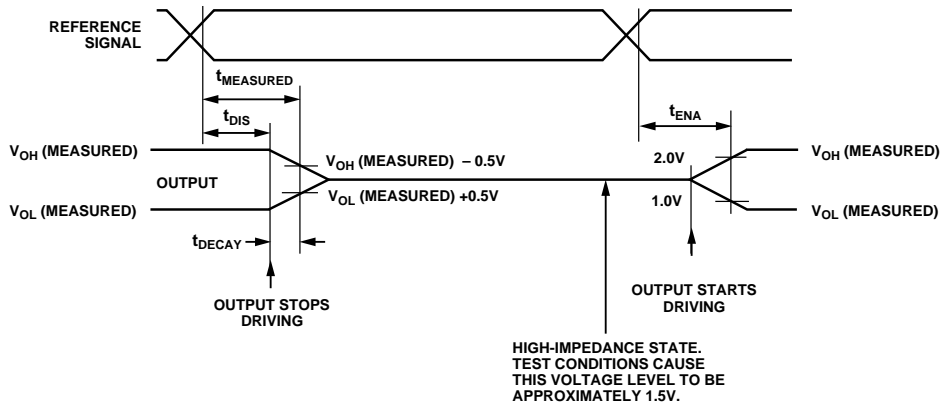 REFERENCE
SIGNAL
tMEASURED
tDIS
tENA
VOH (MEASURED)
VOH (MEASURED) – 0.5V
2.0V
VOH (MEASURED)
OUTPUT
VOL (MEASURED) +0.5V
1.0V
VOL (MEASURED)
VOL (MEASURED)
tDECAY
OUTPUT STOPS
DRIVING
OUTPUT STARTS
DRIVING
HIGH-IMPEDANCE STATE.
TEST CONDITIONS CAUSE
THIS VOLTAGE LEVEL TO BE
APPROXIMATELY 1.5V.